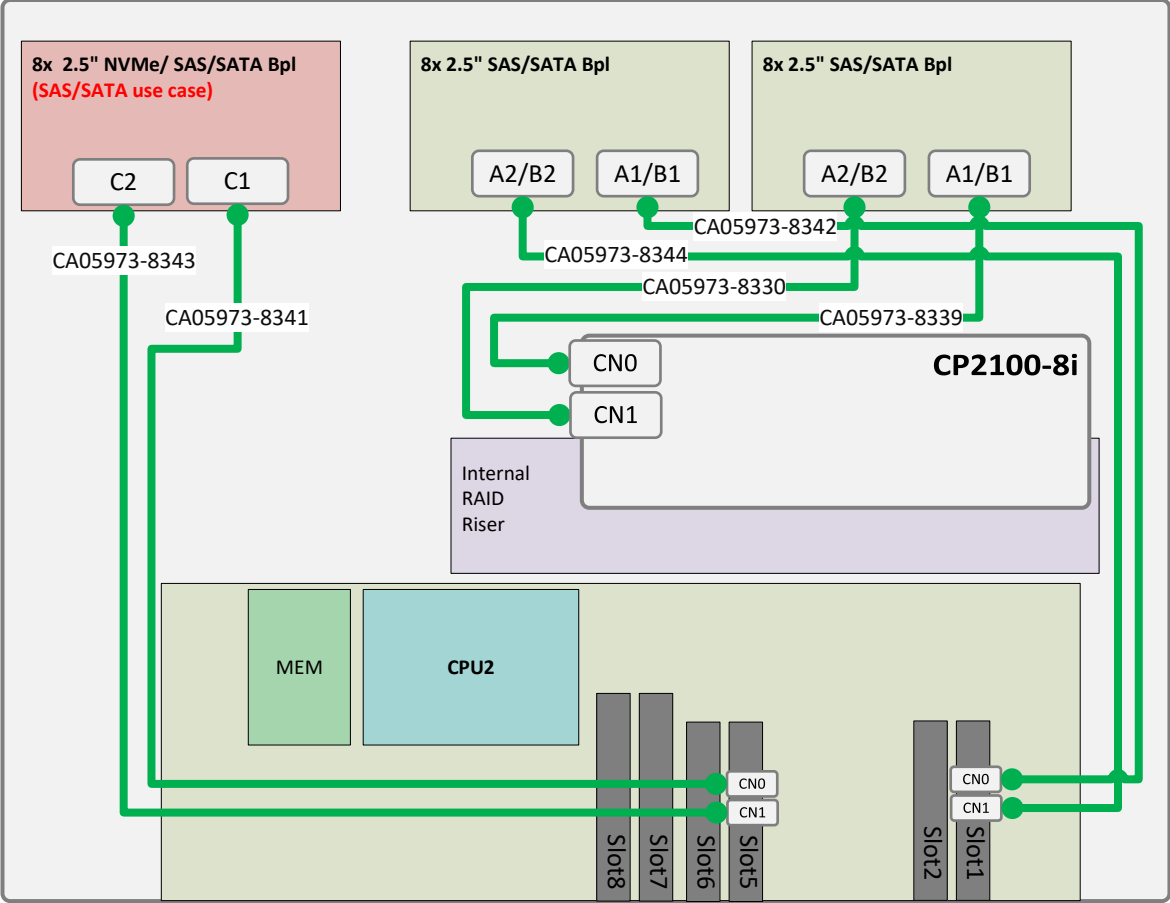 8x 2.5" NVMe/ SAS/SATA Bpl
(SAS/SATA use case)
C2
C1
8x 2.5" SAS/SATA Bpl
A2/B2
A1/B1
8x 2.5" SAS/SATA Bpl
A2/B2
A1/B1
CA05973-8342
CA05973-8343
CA05973-8344
CA05973-8330
CA05973-8341
CA05973-8339
CN0
CN1
CP2100-8i
Internal
RAID
Riser
MEM
CPU2
CN0
CN1
CN0
CN1
Slot8
Slot7
Slot6
Slot5
Slot2
Slot1